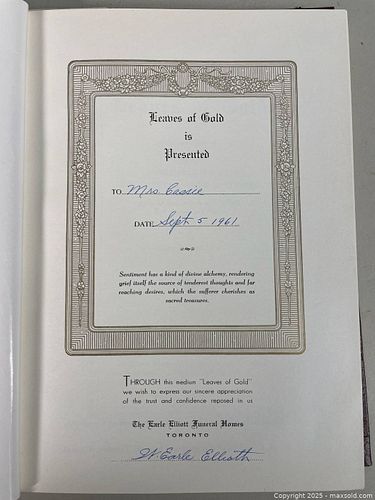 Leaves of Gold
is
Presented
TO Mrs Cassie
DATE Sept 5 1961
Sentiment has a kind of divine alchemy, rendering
grief itself the source of tenderest thoughts and far
reaching desires, which the sufferer cherishes as
sacred treasures.
THROUGH this medium "Leaves of Gold"
we wish to express our sincere appreciation
of the trust and confidence reposed in us
The Earle Elliott Funeral Homes
TORONTO
W. Earle Elliott
Copyright 2025 - maxsold.com